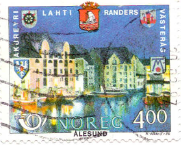 AKUREYRI LAHTI RANDERS VÄSTERÅS
NOREG 4.00
ÅLESUND